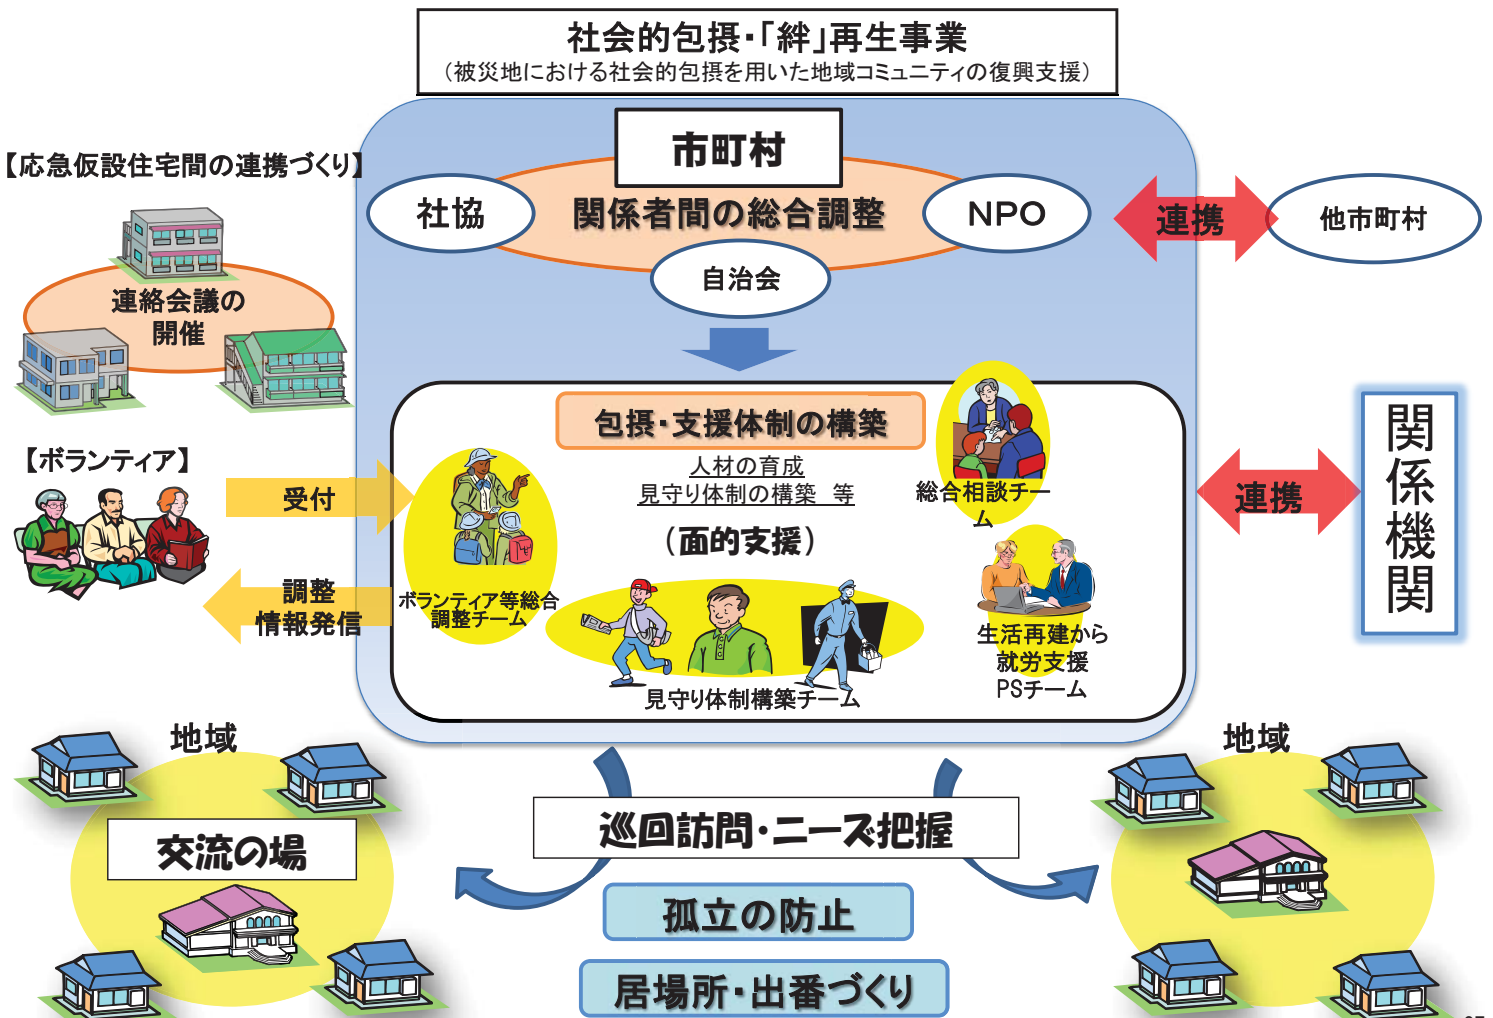 社会的包摂・「絆」再生事業
（被災地における社会的包摂を用いた地域コミュニティの復興支援）
市町村
社協
関係者間の総合調整
NPO
自治会
連携
他市町村
【応急仮設住宅間の連携づくり】
連絡会議の
開催
【ボランティア】
受付
調整
情報発信
包摂・支援体制の構築
人材の育成
見守り体制の構築　等
（面的支援）
総合相談チー
ム
ボランティア等総合
調整チーム
見守り体制構築チーム
生活再建から
就労支援
PSチーム
連携
関係機関
地域
交流の場
巡回訪問・ニーズ把握
孤立の防止
居場所・出番づくり
地域